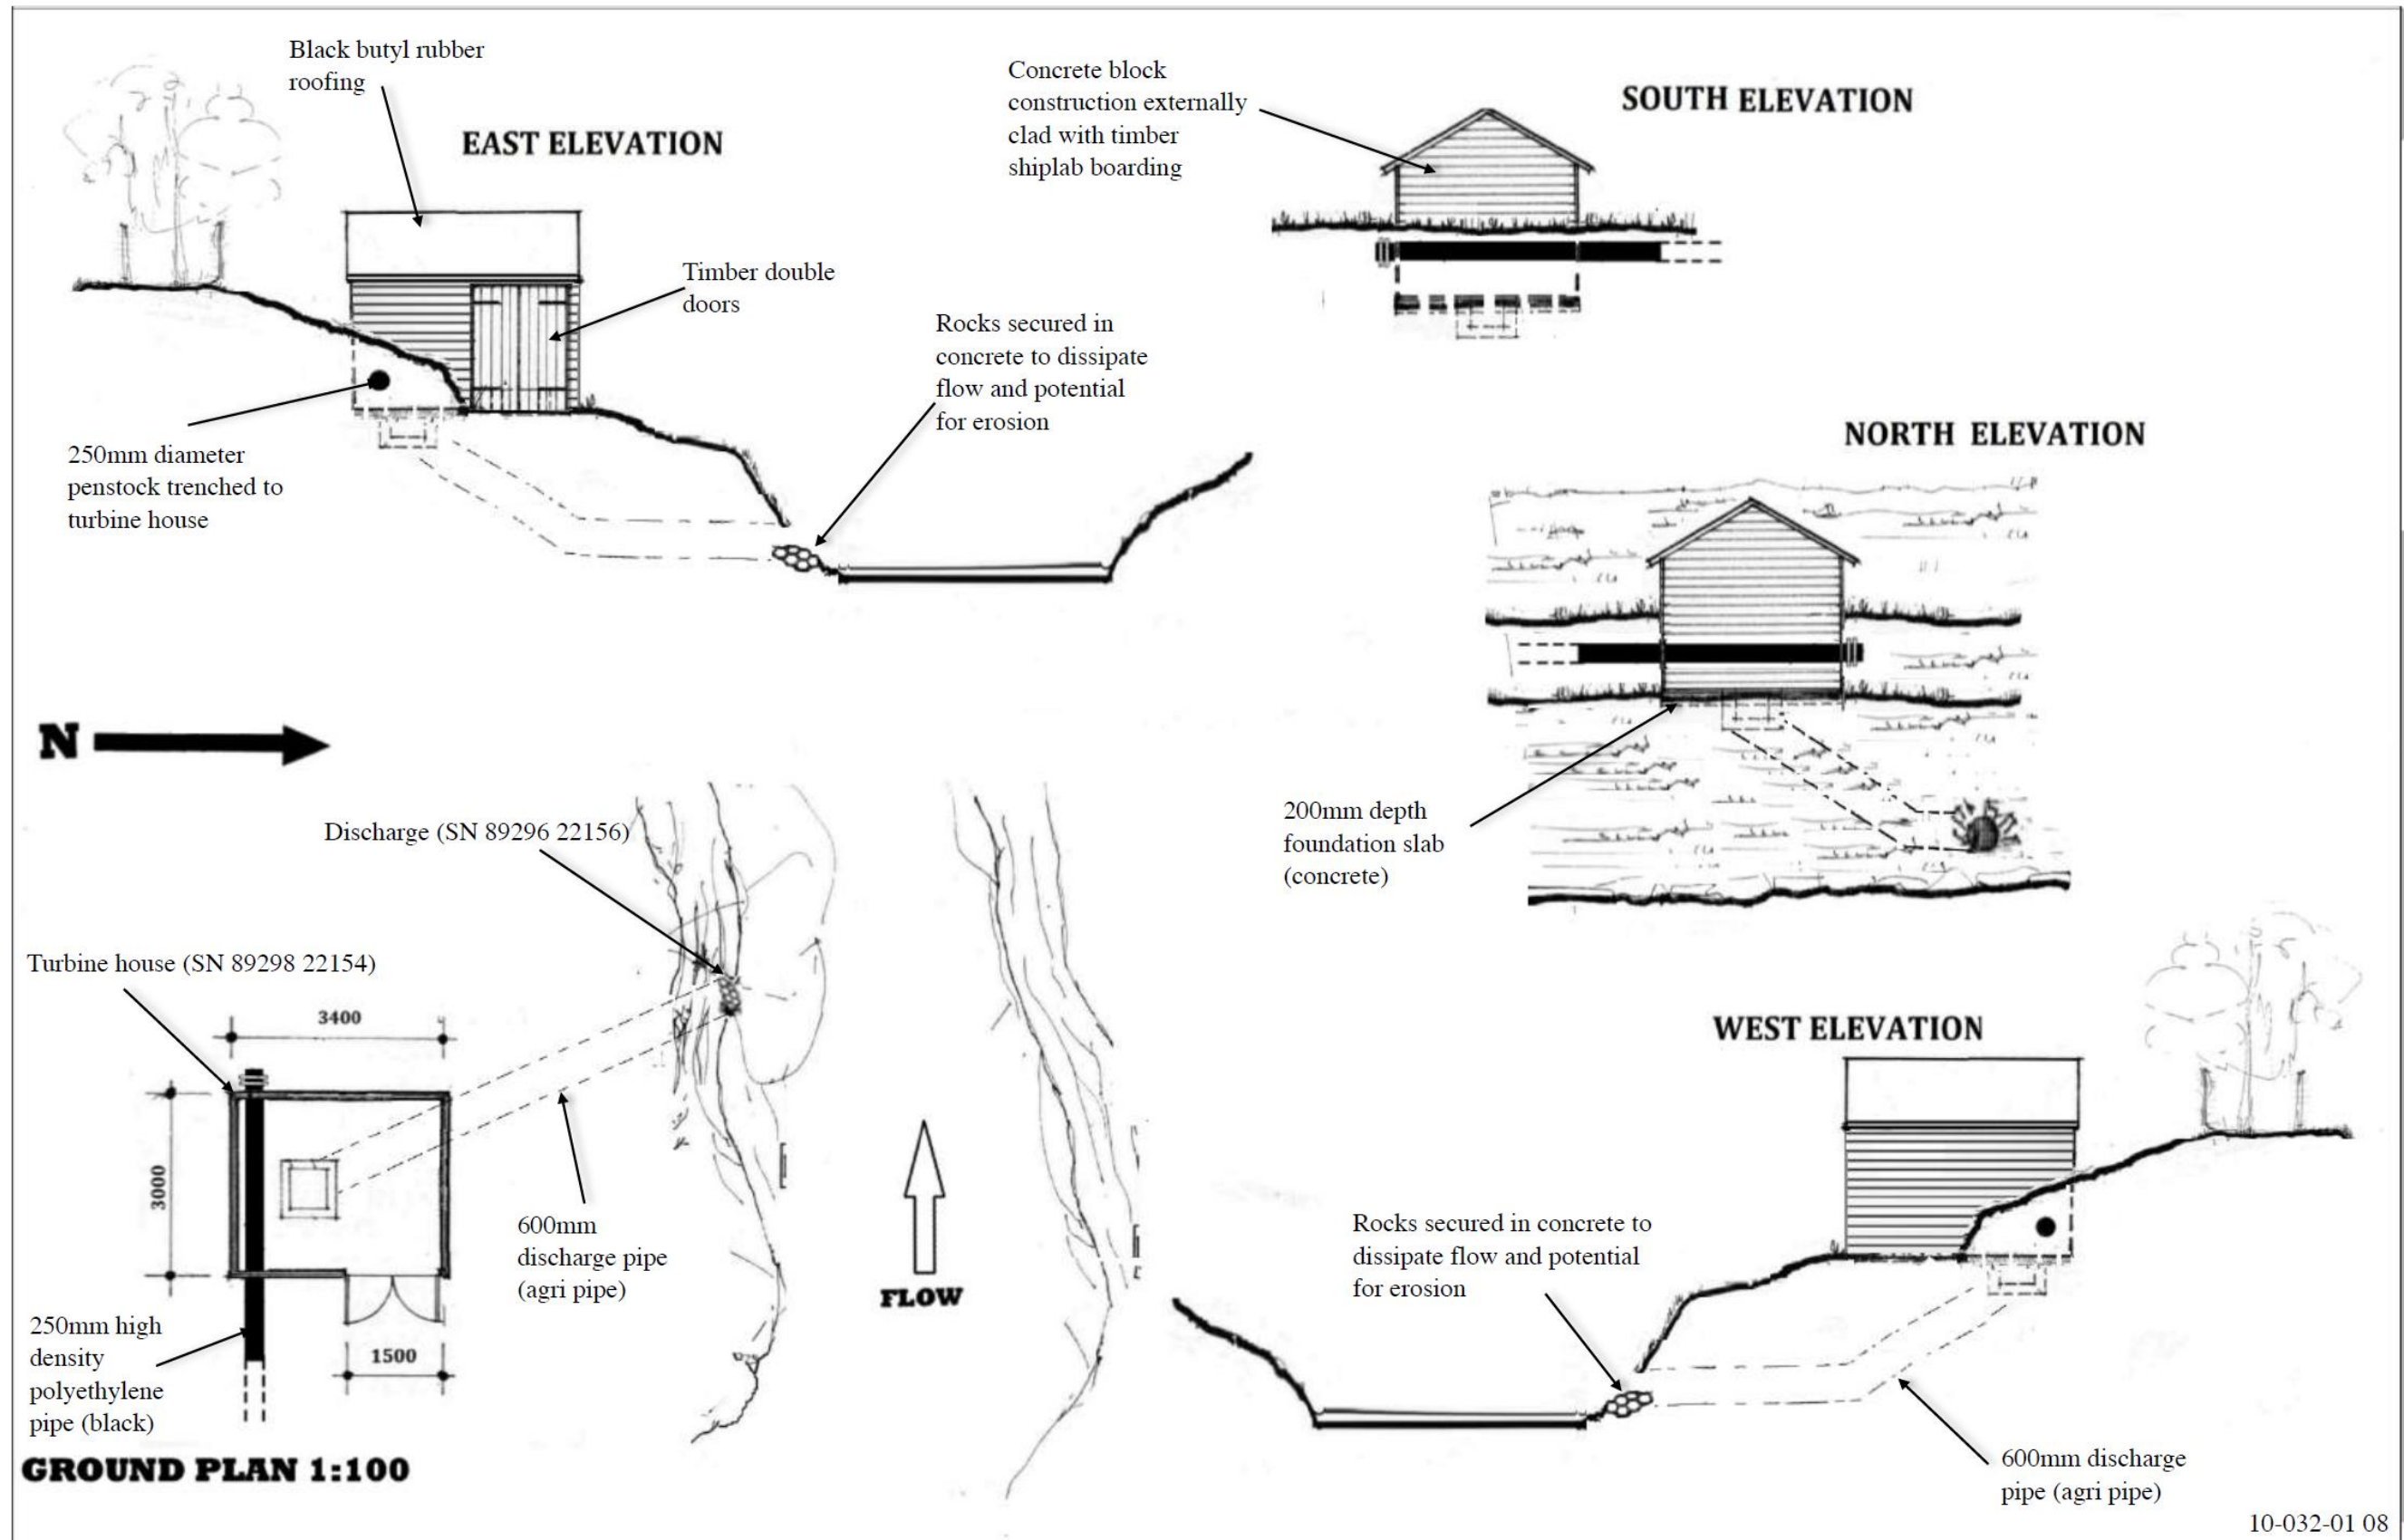 Black butyl rubber
roofing
EAST ELEVATION
Timber double
doors
Rocks secured in
concrete to dissipate
flow and potential
for erosion
250mm diameter
penstock trenched to
turbine house
Concrete block
construction externally
clad with timber
shiplab boarding
SOUTH ELEVATION
NORTH ELEVATION
200mm depth
foundation slab
(concrete)
N
Discharge (SN 89296 22156)
Turbine house (SN 89298 22154)
3400
3000
1500
600mm
discharge pipe
(agri pipe)
250mm high
density
polyethylene
pipe (black)
FLOW
GROUND PLAN 1:100
WEST ELEVATION
Rocks secured in concrete to
dissipate flow and potential
for erosion
600mm discharge
pipe (agri pipe)
10-032-01 08